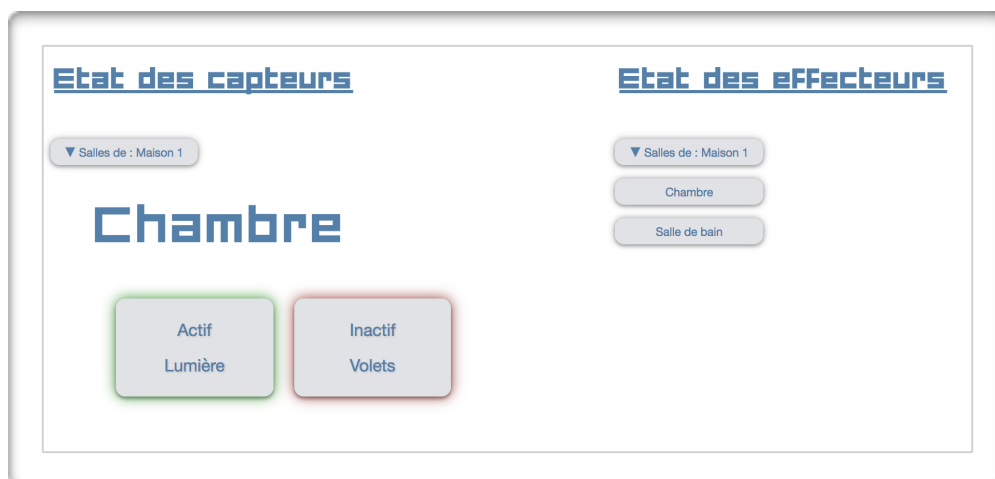 Etat des capteurs
▼ Salles de : Maison 1
Chambre
Actif
Lumière
Inactif
Volets
Etat des effecteurs
▼ Salles de : Maison 1
Chambre
Salle de bain